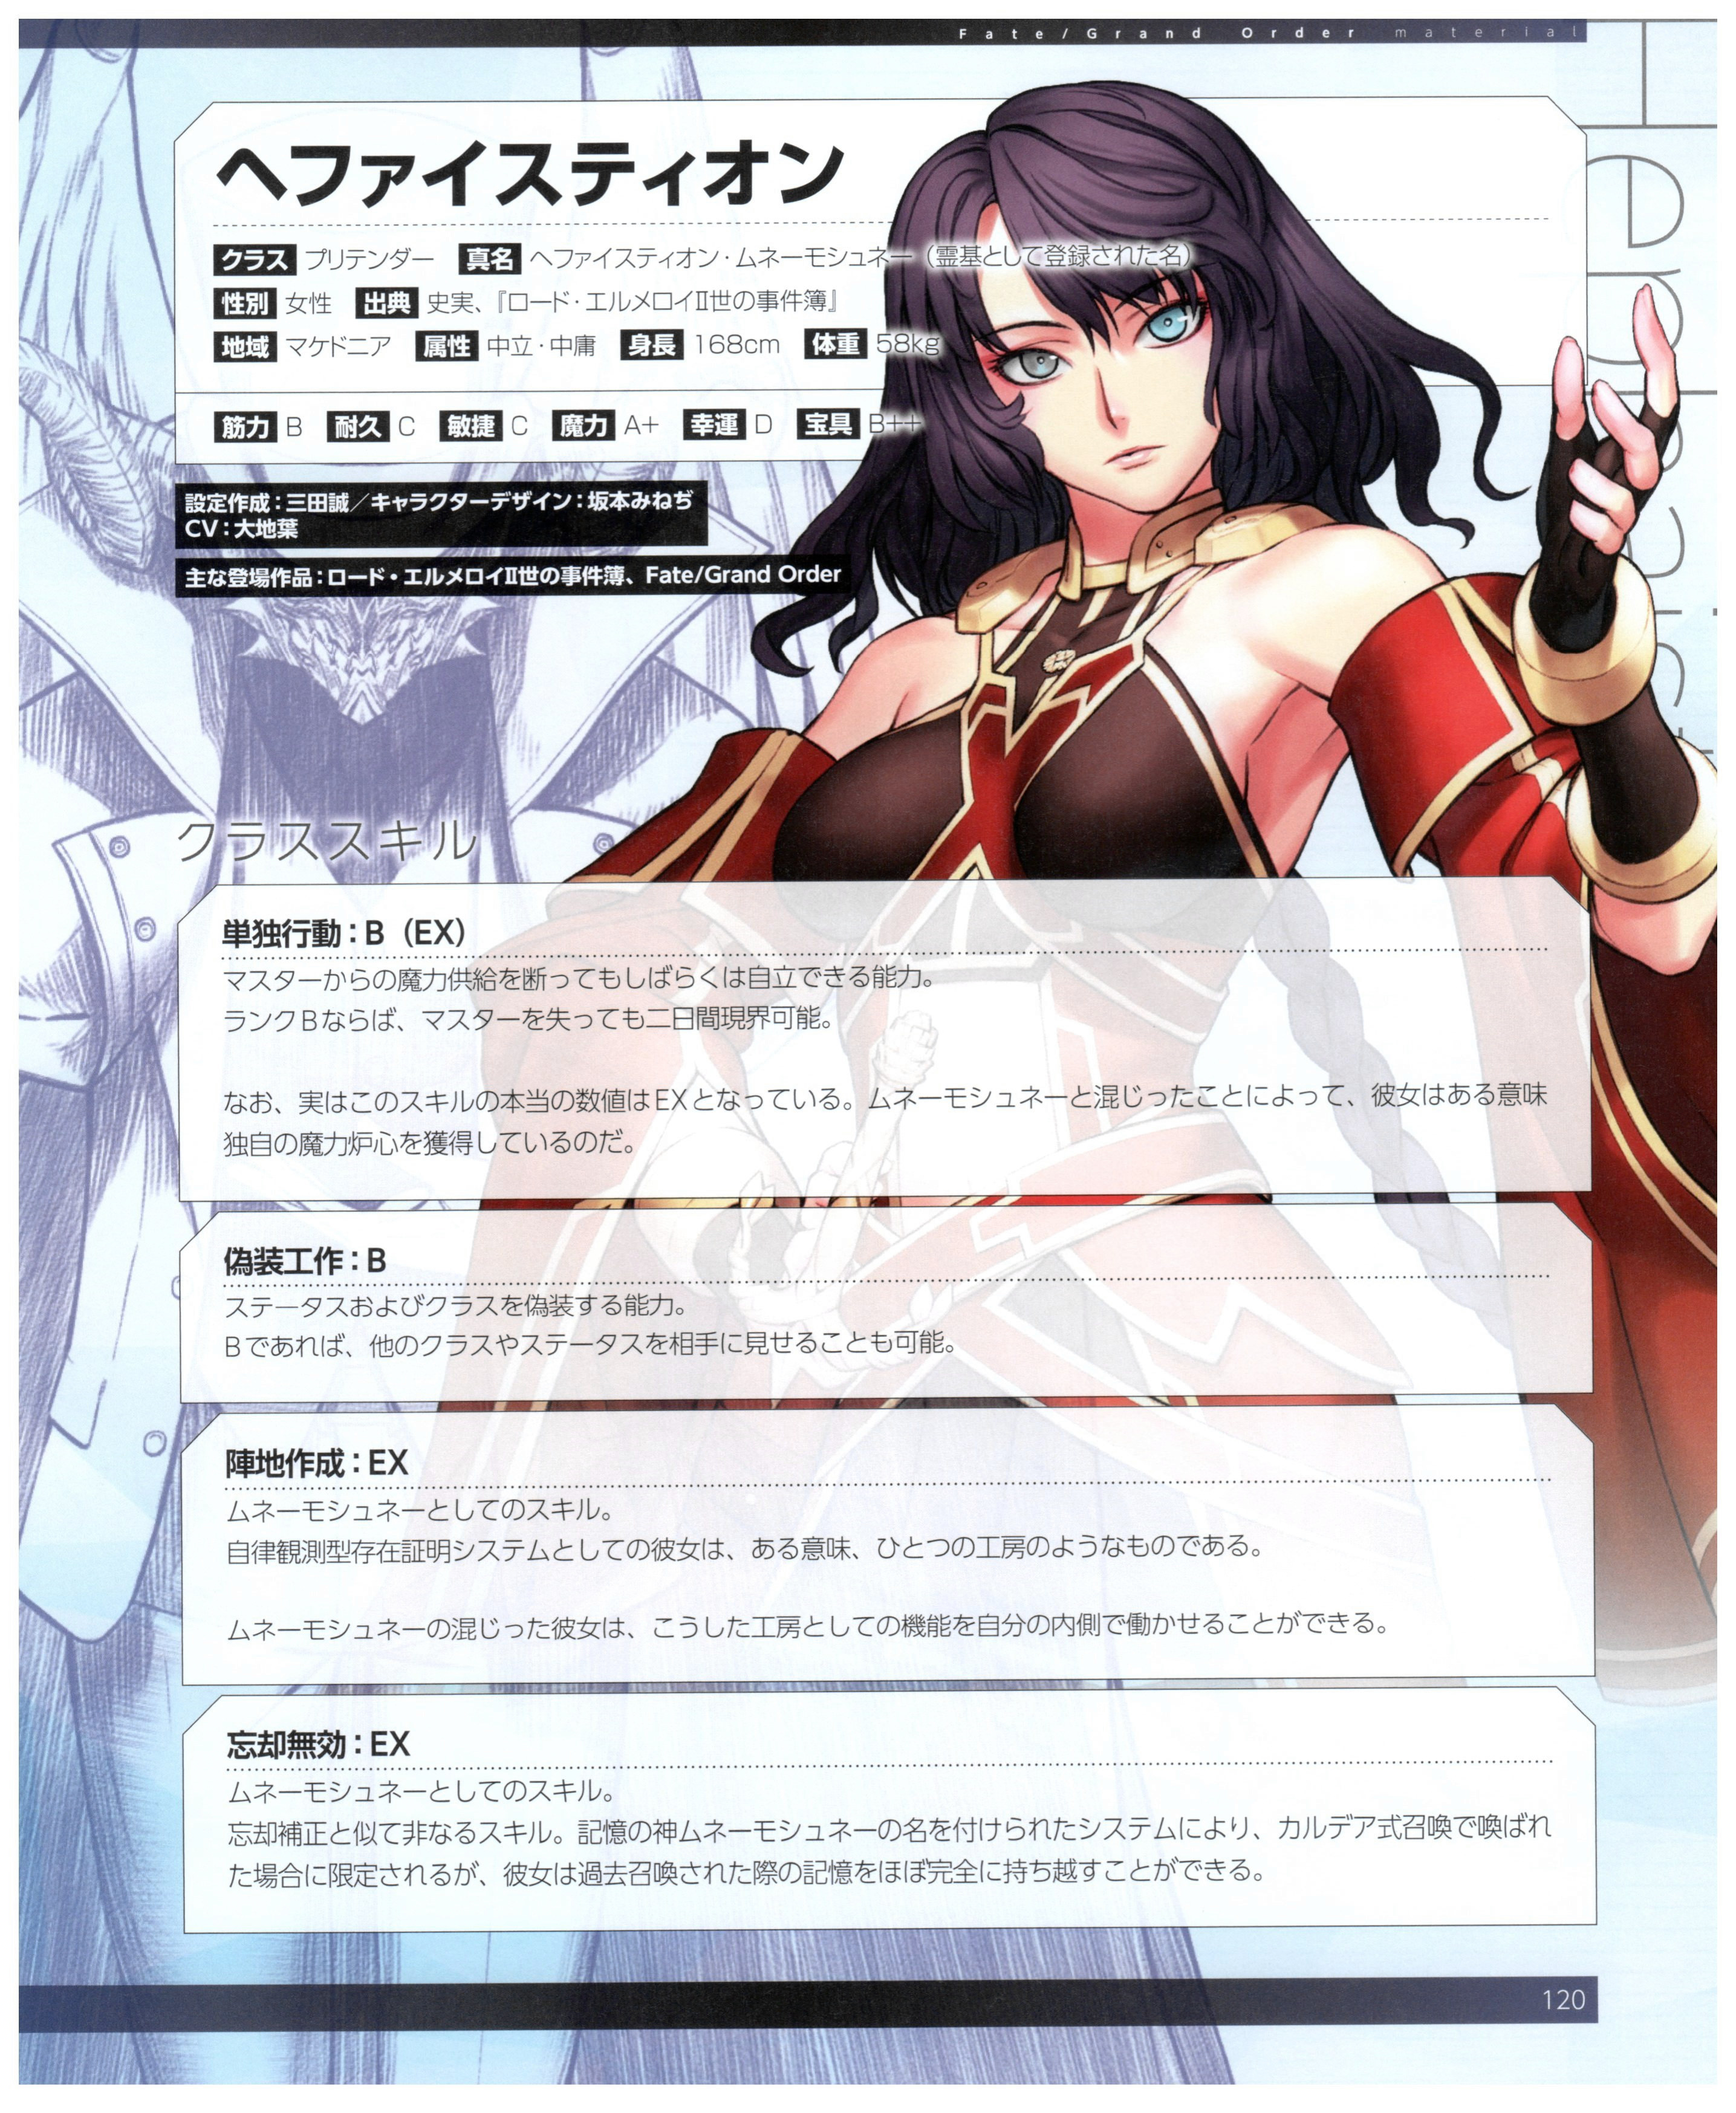 Fate/Grand Order material
ヘファイスティオン
クラス プリテンダー 真名 ヘファイスティオン・ムネーモシュネー（霊基として登録された名）
性別 女性 出典 史実、『ロード・エルメロイⅡ世の事件簿』
地域 マケドニア 属性 中立・中庸 身長 168cm 体重 58kg
筋力 B 耐久 C 敏捷 C 魔力 A+ 幸運 D 宝具 B++
設定作成：三田誠／キャラクターデザイン：坂本みねぢ
CV：大地葉
主な登場作品：ロード・エルメロイⅡ世の事件簿、Fate/Grand Order
クラススキル
単独行動：B（EX）
マスターからの魔力供給を断ってもしばらくは自立できる能力。
ランクBならば、マスターを失っても二日間現界可能。
なお、実はこのスキルの本当の数値はEXとなっている。ムネーモシュネーと混じったことによって、彼女はある意味
独自の魔力炉心を獲得しているのだ。
偽装工作：B
ステータスおよびクラスを偽装する能力。
Bであれば、他のクラスやステータスを相手に見せることも可能。
陣地作成：EX
ムネーモシュネーとしてのスキル。
自律観測型存在証明システムとしての彼女は、ある意味、ひとつの工房のようなものである。
ムネーモシュネーの混じった彼女は、こうした工房としての機能を自分の内側で働かせることができる。
忘却無効：EX
ムネーモシュネーとしてのスキル。
忘却補正と似て非なるスキル。記憶の神ムネーモシュネーの名を付けられたシステムにより、カルデア式召喚で喚ばれ
た場合に限定されるが、彼女は過去召喚された際の記憶をほぼ完全に持ち越すことができる。
120